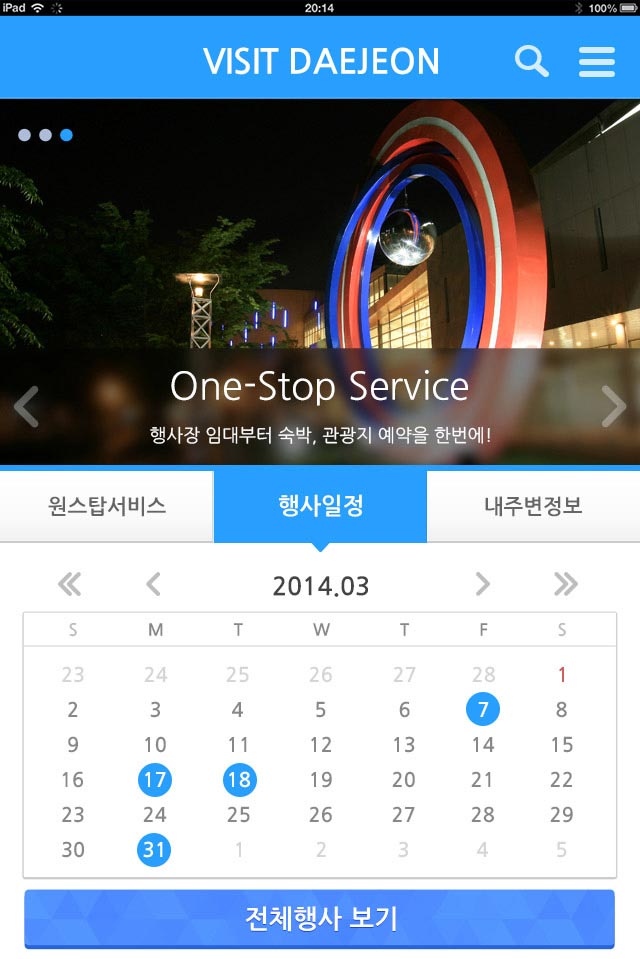 iPad 20:14 100%
VISIT DAEJEON
One-Stop Service
행사장 임대부터 숙박, 관광지 예약을 한번에!
원스탑서비스 행사일정 내주변정보
2014.03
S M T W T F S
23 24 25 26 27 28 1
2 3 4 5 6 7 8
9 10 11 12 13 14 15
16 17 18 19 20 21 22
23 24 25 26 27 28 29
30 31 1 2 3 4 5
전체행사 보기